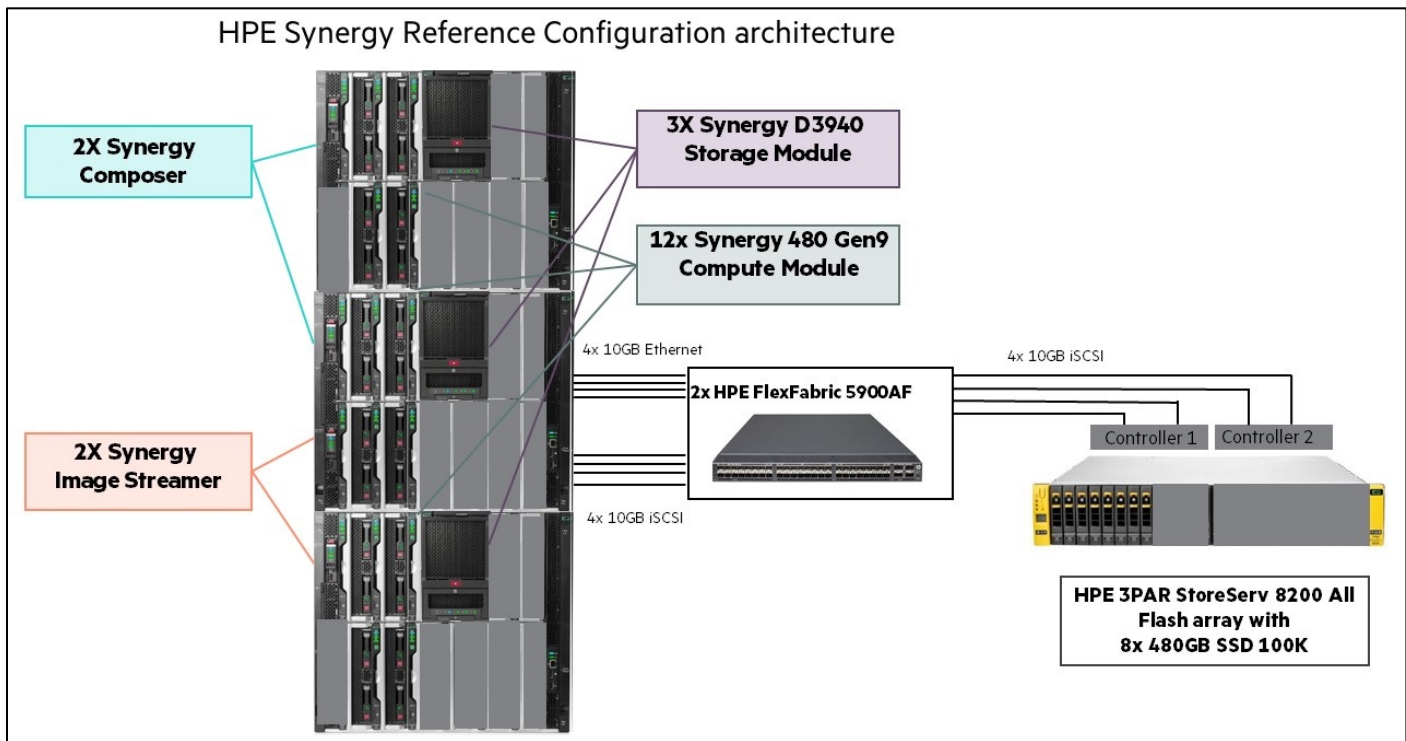 HPE Synergy Reference Configuration architecture
2X Synergy
Composer
3X Synergy D3940
Storage Module
12x Synergy 480 Gen9
Compute Module
4x 10GB Ethernet
4x 10GB iSCSI
2x HPE FlexFabric 5900AF
Controller 1
Controller 2
2X Synergy
Image Streamer
4x 10GB iSCSI
HPE 3PAR StoreServ 8200 All
Flash array with
8x 480GB SSD 100K